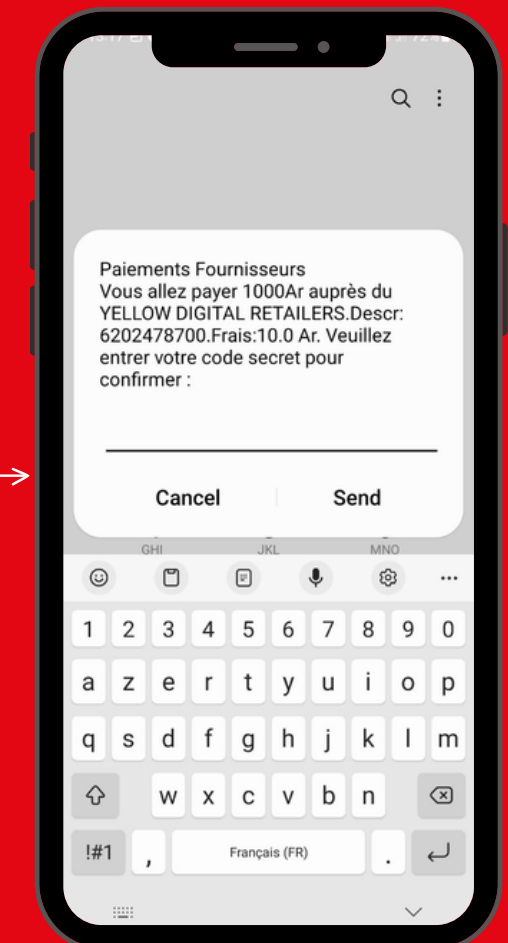 Paiements Fournisseurs
Vous allez payer 1000Ar auprès du
YELLOW DIGITAL RETAILERS.Descr:
6202478700.Frais:10.0 Ar. Veuillez
entrer votre code secret pour
confirmer :
Cancel Send
GHI JKL MNO
1 2 3 4 5 6 7 8 9 0
a z e r t y u i o p
q s d f g h j k l m
w x c v b n
!#1 , Français (FR) .